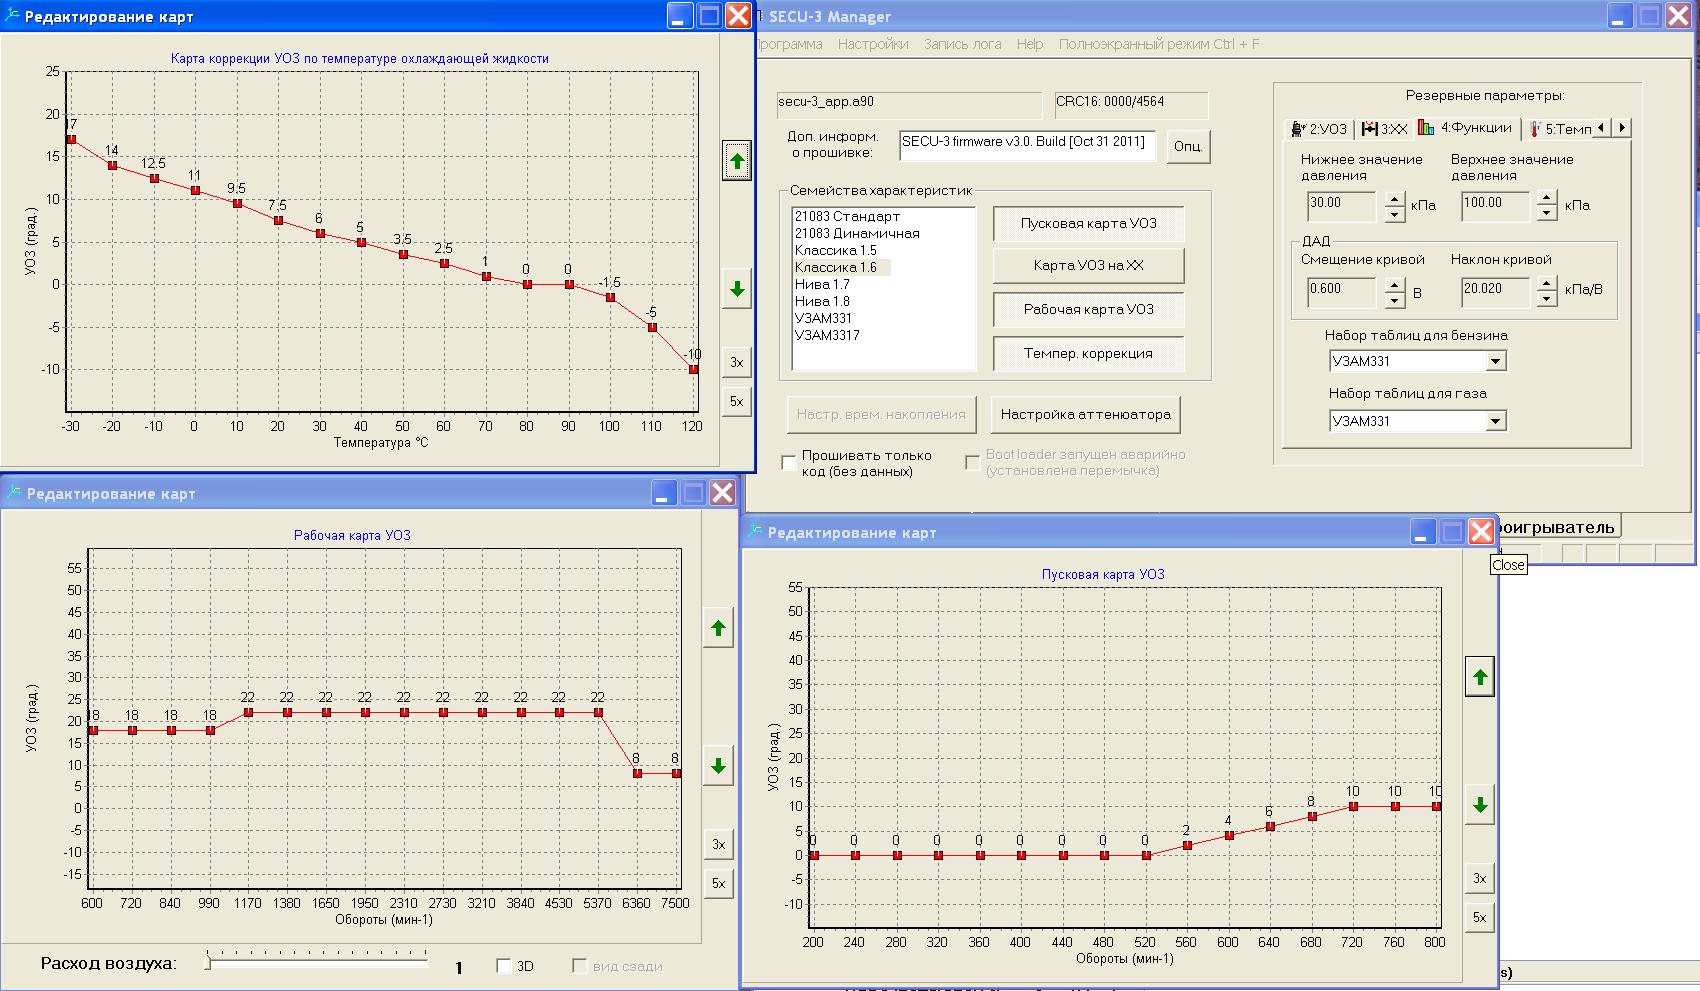 Редактирование карт
Карта коррекции УОЗ по температуре охлаждающей жидкости
УОЗ (град.)
25
20
15
10
5
0
-5
-10
17
14
12.5
11
9.5
7.5
6
5
3.5
2.5
1
0
0
-1.5
-5
-10
-30 -20 -10 0 10 20 30 40 50 60 70 80 90 100 110 120
Температура °C
3x
5x
SECU-3 Manager
Программа Настройки Запись лога Help Полноэкранный режим Ctrl + F
secu-3_app.a90
CRC16: 0000/4564
Доп. информ.
о прошивке:
SECU-3 firmware v3.0. Build [Oct 31 2011]
Опц.
Семейства характеристик
21083 Стандарт
21083 Динамичная
Классика 1.5
Классика 1.6
Нива 1.7
Нива 1.8
УЗАМ331
УЗАМ3317
Пусковая карта УОЗ
Карта УОЗ на XX
Рабочая карта УОЗ
Темпер. коррекция
Настр. врем. накопления
Настройка аттенюатора
Прошивать только
код (без данных)
Boot loader запущен аварийно
(установлена перемычка)
Резервные параметры:
2:УОЗ 3:XX 4:Функции 5:Темп
Нижнее значение
давления
30.00
кПа
Верхнее значение
давления
100.00
кПа
ДАД
Смещение кривой
0.600
В
Наклон кривой
20.020
кПа/В
Набор таблиц для бензина
УЗАМ331
Набор таблиц для газа
УЗАМ331
роигрыватель
Close
Редактирование карт
Рабочая карта УОЗ
УОЗ (град.)
55
50
45
40
35
30
25
20
15
10
5
0
-5
-10
-15
18 18 18 18 22 22 22 22 22 22 22 22 22 22 8 8
600 720 840 990 1170 1380 1650 1950 2310 2730 3210 3840 4530 5370 6360 7500
Обороты (мин-1)
3x
5x
Расход воздуха:
1
3D
вид сзади
Редактирование карт
Пусковая карта УОЗ
УОЗ (град.)
55
50
45
40
35
30
25
20
15
10
5
0
-5
-10
0 0 0 0 0 0 0 0 0 2 4 6 8 10 10 10
200 240 280 320 360 400 440 480 520 560 600 640 680 720 760 800
Обороты (мин-1)
3x
5x
s)